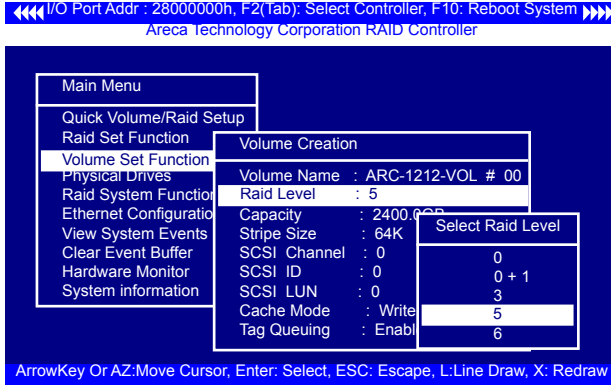 I/O Port Addr : 28000000h, F2(Tab): Select Controller, F10: Reboot System
Areca Technology Corporation RAID Controller
Main Menu
Quick Volume/Raid Setup
Raid Set Function
Volume Set Function
Physical Drives
Raid System Function
Ethernet Configuratio
View System Events
Clear Event Buffer
Hardware Monitor
System information
Volume Creation
Volume Name : ARC-1212-VOL # 00
Raid Level : 5
Capacity : 2400.0GB
Stripe Size : 64K
SCSI Channel : 0
SCSI ID : 0
SCSI LUN : 0
Cache Mode : Write
Tag Queuing : Enabl
Select Raid Level
0
0 + 1
3
5
6
ArrowKey Or AZ:Move Cursor, Enter: Select, ESC: Escape, L:Line Draw, X: Redraw